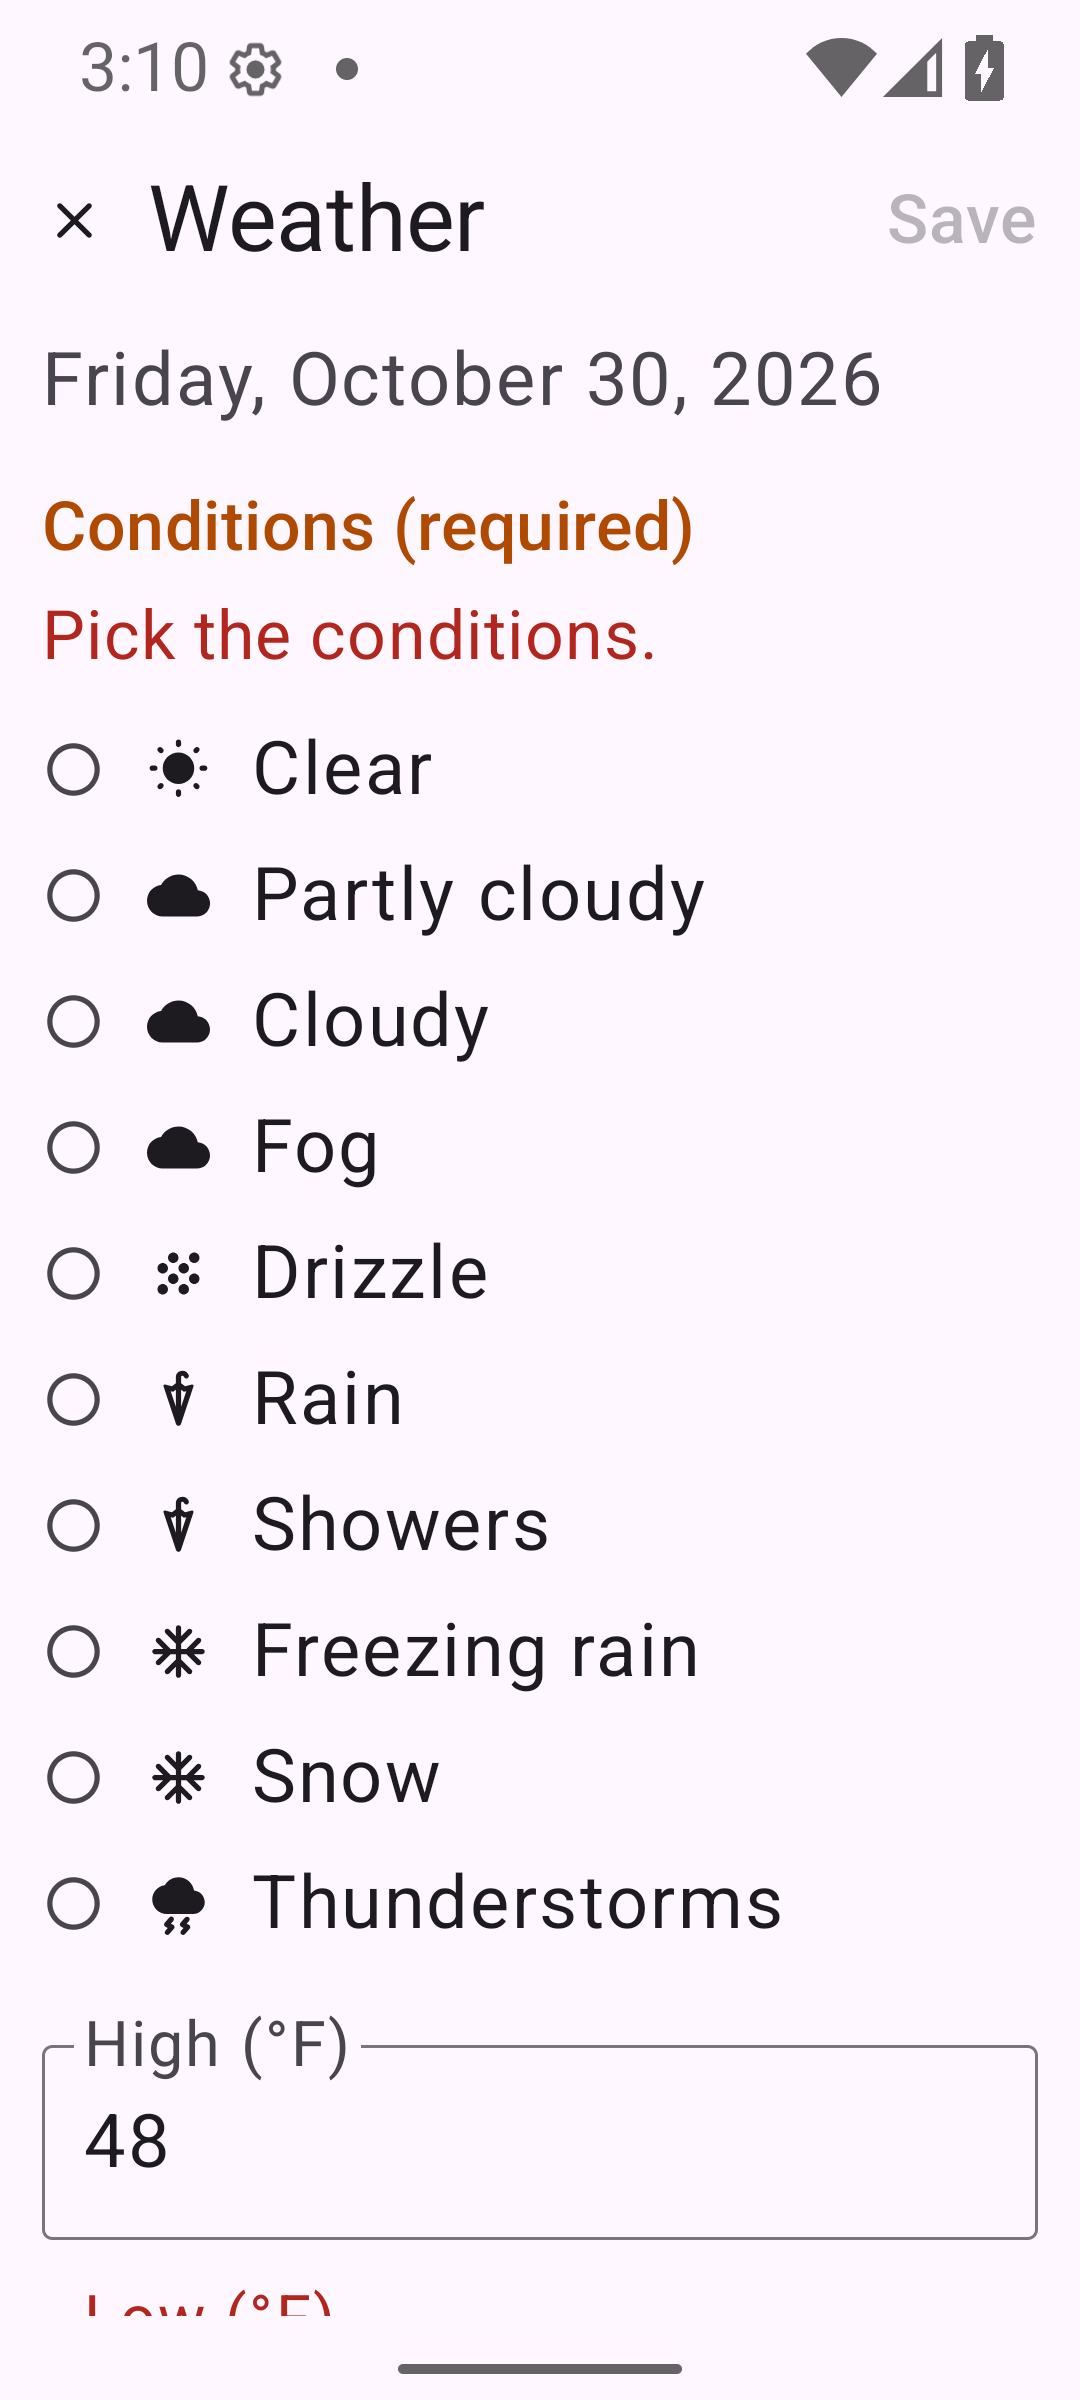 3:10
Weather
Save
Friday, October 30, 2026
Conditions (required)
Pick the conditions.
Clear
Partly cloudy
Cloudy
Fog
Drizzle
Rain
Showers
Freezing rain
Snow
Thunderstorms
High (°F)
48
Low (°F)